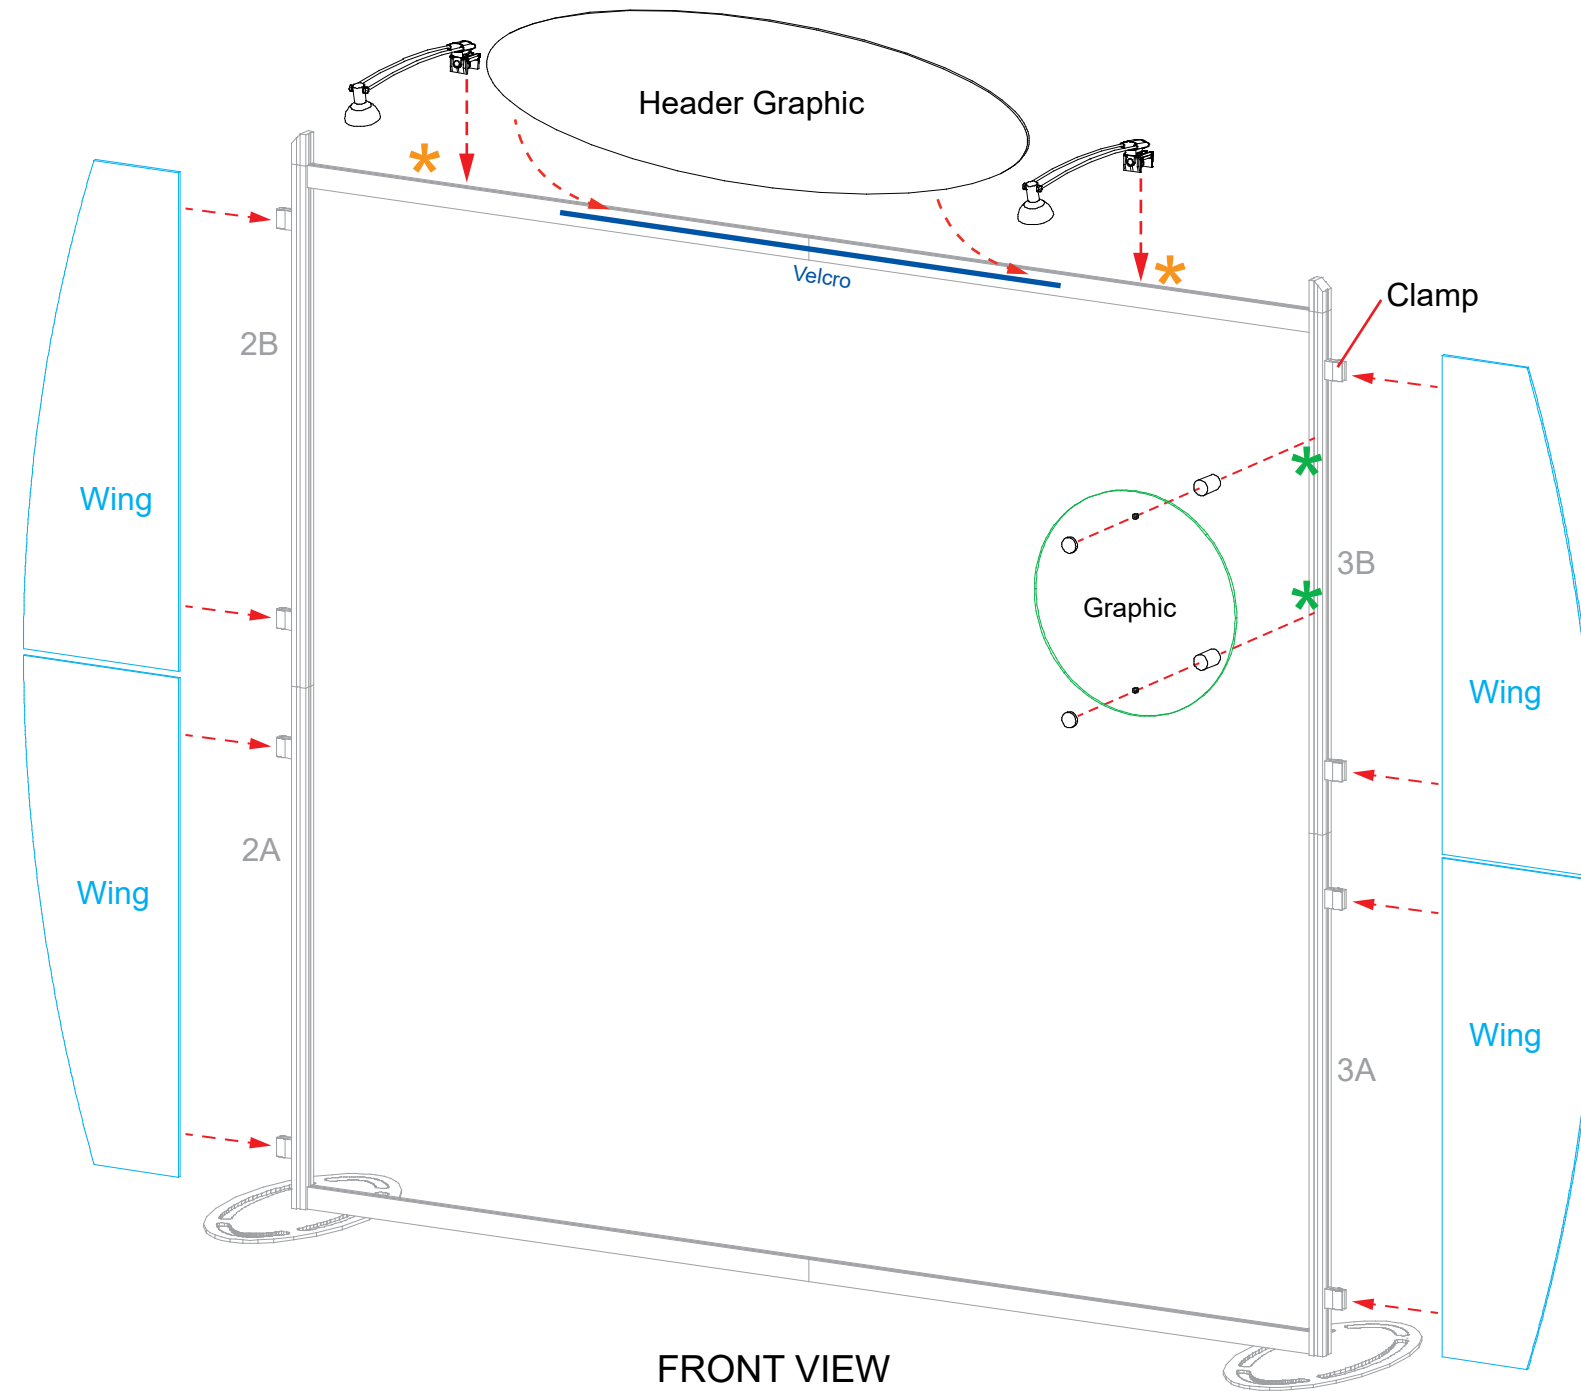 Header Graphic
*
*
Velcro
Clamp
2B
Wing
*
3B
*
Graphic
Wing
2A
Wing
Wing
3A
FRONT VIEW